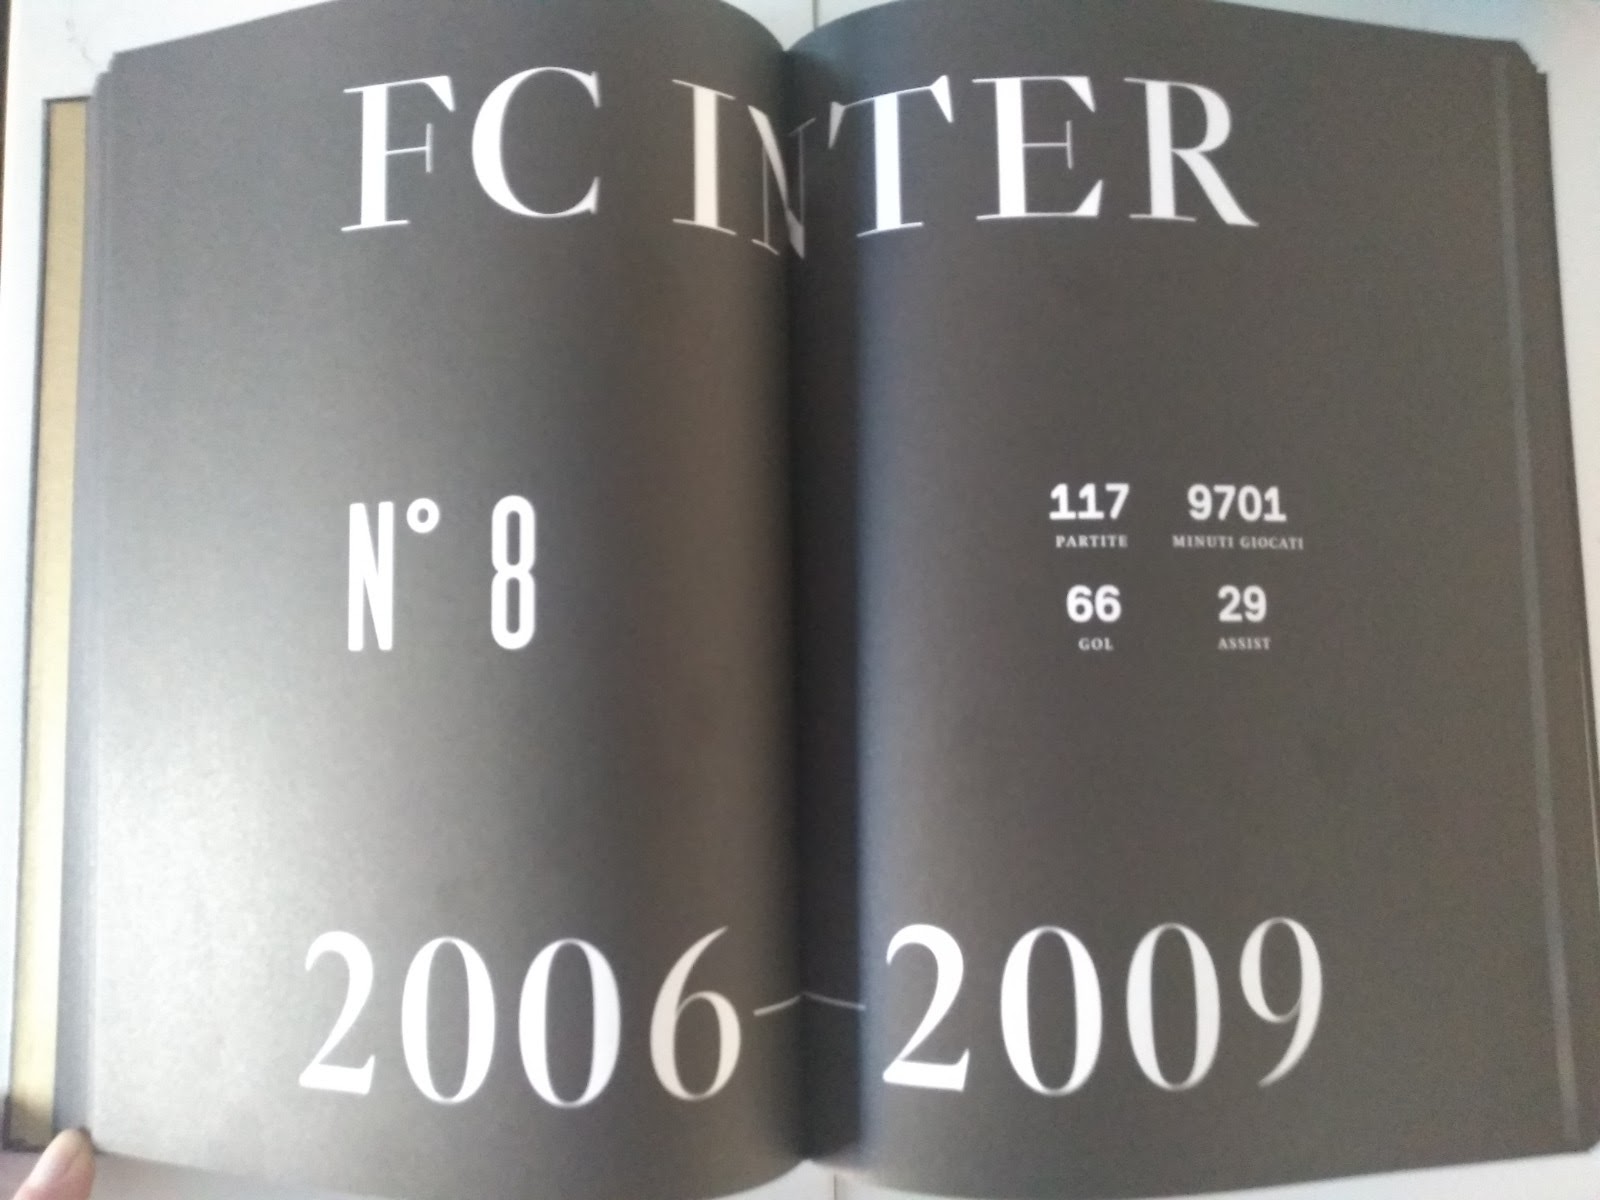 FC INTER
N° 8
117 9701
PARTITE MINUTI GIOCATI
66 29
GOL ASSIST
2006—2009